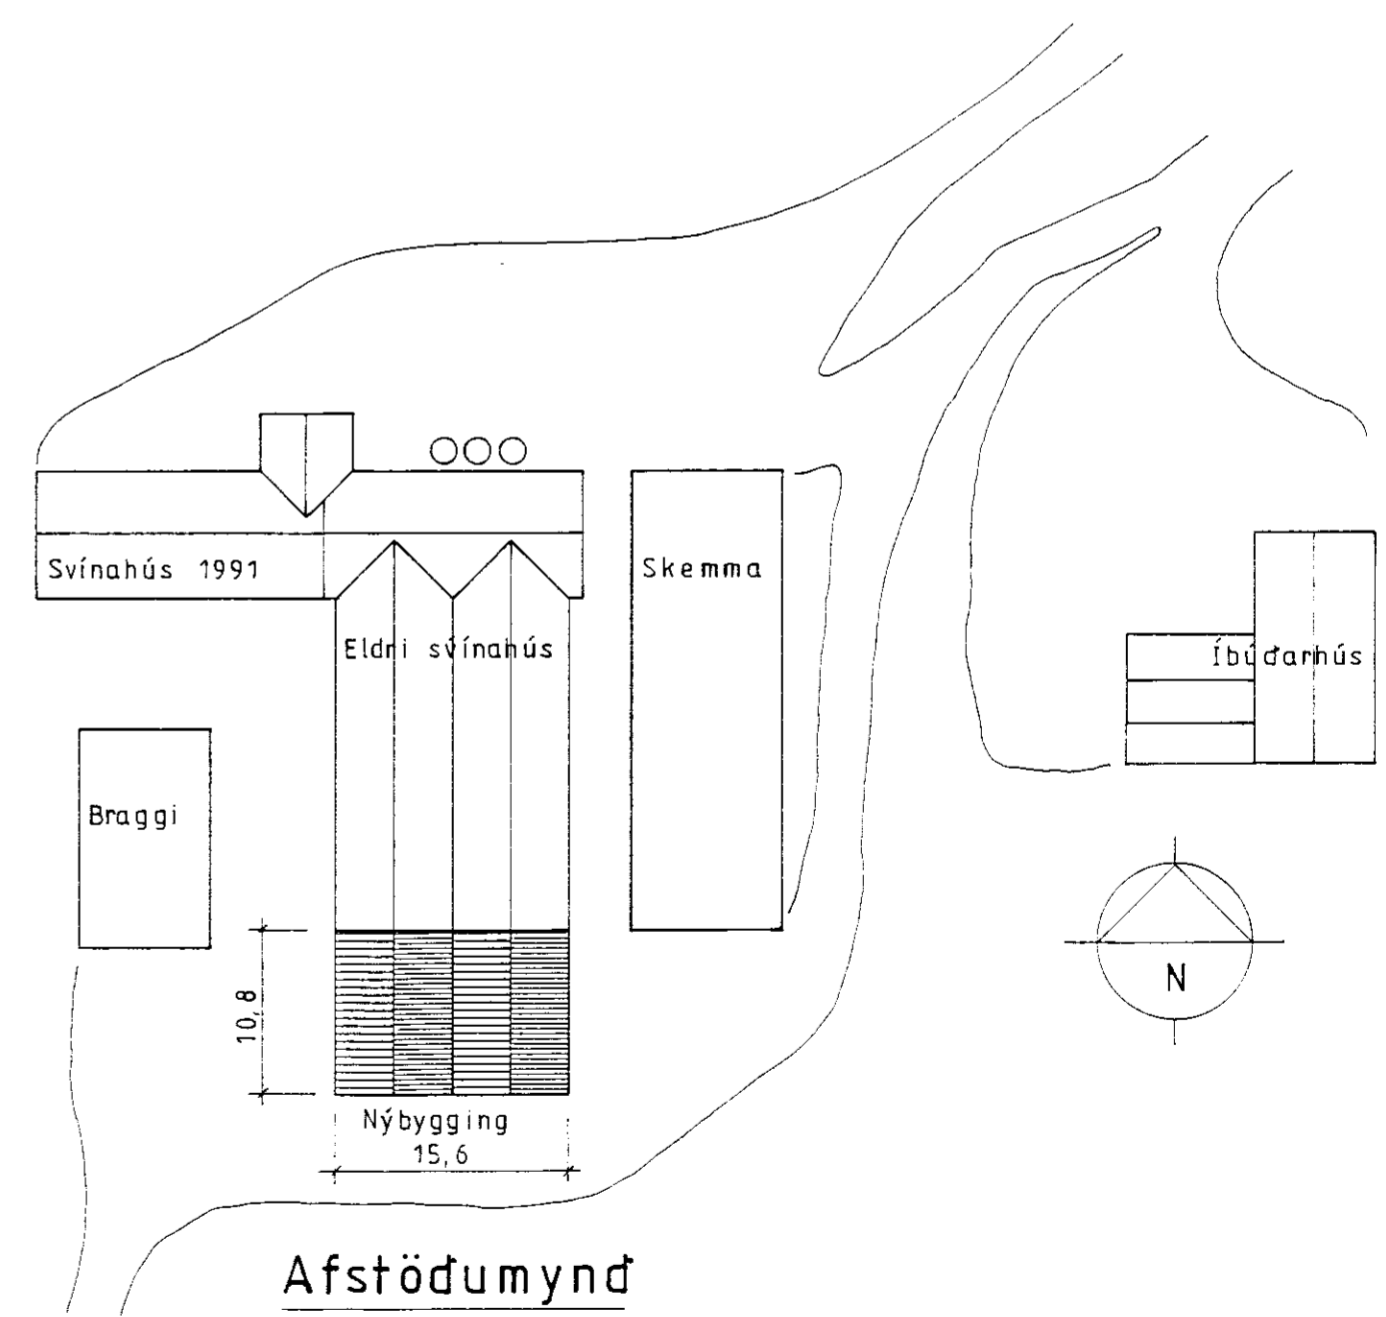 Svínahús 1991
Skemma
Eldri svínahús
Íbúðarhús
Braggi
N
10,8
Nýbygging
15,6
Afstöðumynd